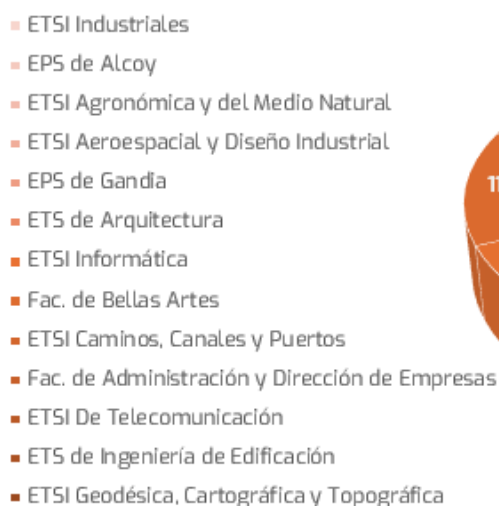 ETSI Industriales
EPS de Alcoy
ETSI Agronómica y del Medio Natural
ETSI Aeroespacial y Diseño Industrial
EPS de Gandia
ETS de Arquitectura
ETSI Informática
Fac. de Bellas Artes
ETSI Caminos, Canales y Puertos
Fac. de Administración y Dirección de Empresas
ETSI De Telecomunicación
ETS de Ingeniería de Edificación
ETSI Geodésica, Cartográfica y Topográfica